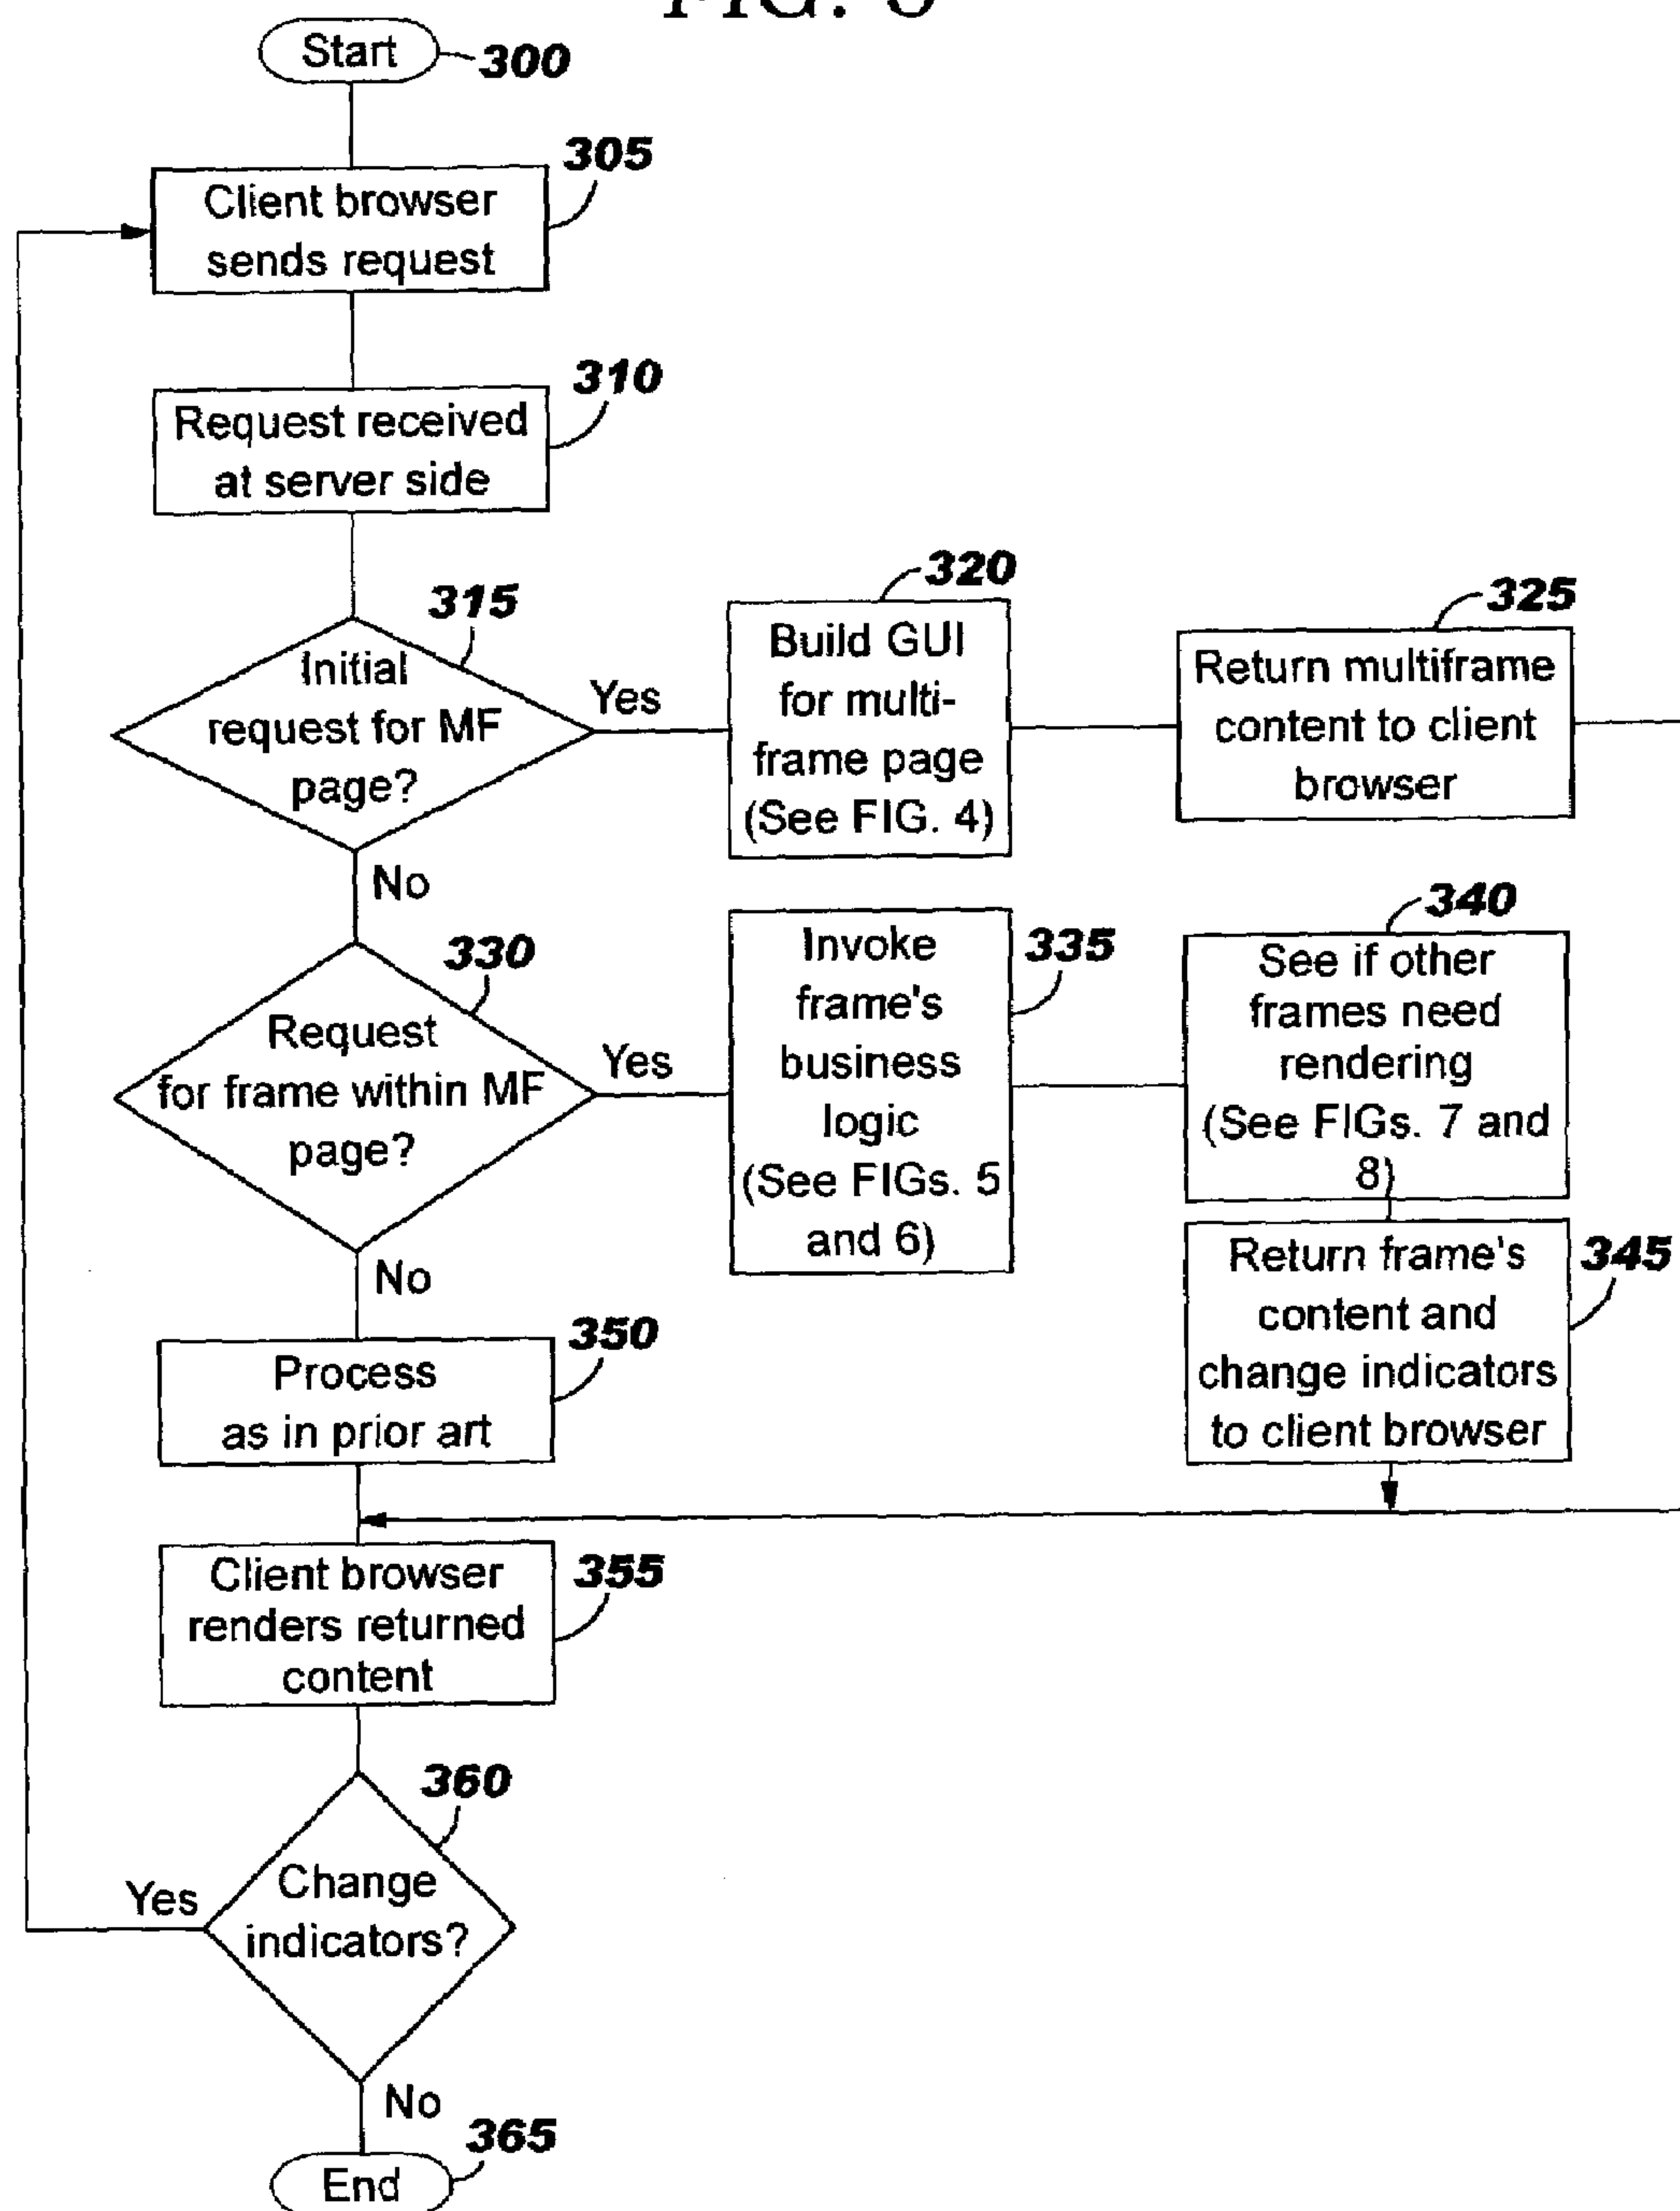 Start
300
305
Client browser
sends request
310
Request received
at server side
315
Initial
request for MF
page?
Yes
320
Build GUI
for multi-
frame page
(See FIG. 4)
325
Return multiframe
content to client
browser
No
330
Request
for frame within MF
page?
Yes
335
Invoke
frame's
business
logic
(See FIGs. 5
and 6)
340
See if other
frames need
rendering
(See FIGs. 7 and
8)
345
Return frame's
content and
change indicators
to client browser
No
350
Process
as in prior art
355
Client browser
renders returned
content
360
Change
indicators?
Yes
No
365
End